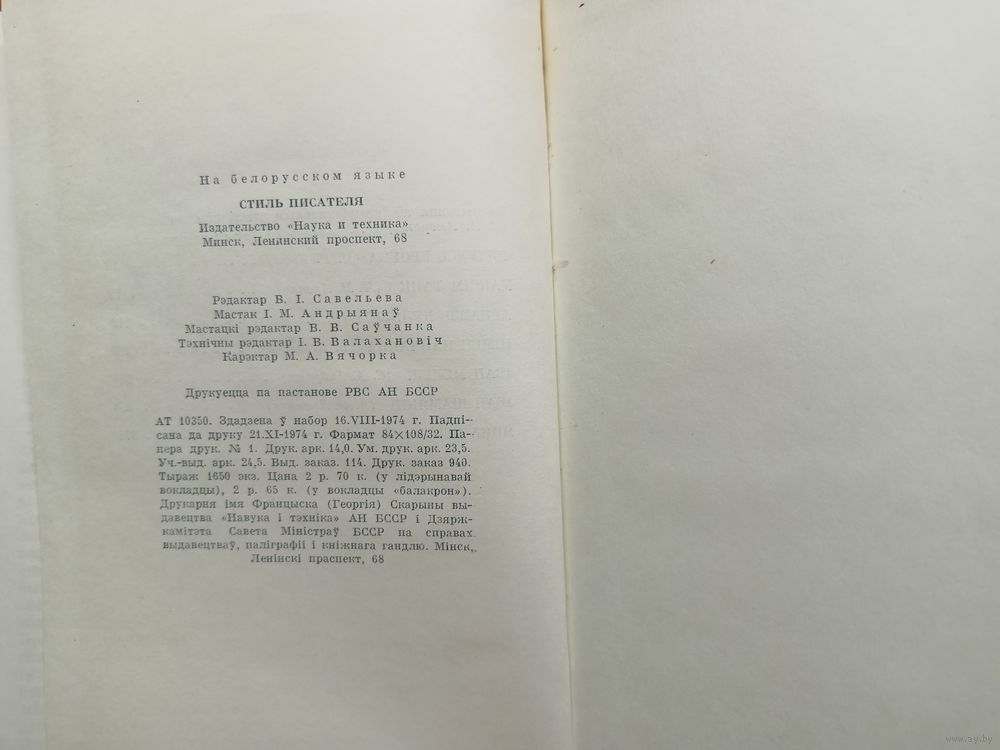 На белорусском языке
СТИЛЬ ПИСАТЕЛЯ
Издательство «Наука и техника»
Минск, Ленинский проспект, 68
Рэдактар В. І. Савельева
Мастак І. М. Андрыянаў
Мастацкі рэдактар В. В. Саўчанка
Тэхнічны рэдактар І. В. Валахановіч
Карэктар М. А. Вячорка
Друкуецца па пастанове РВС АН БССР
АТ 10350. Здадзена ў набор 16.VIII-1974 г. Падпі-
сана да друку 21.XI-1974 г. Фармат 84×108/32. Па-
пера друк. № 1. Друк. арк. 14,0. Ум. друк. арк. 23,5.
Уч.-выд. арк. 24,5. Выд. заказ. 114. Друк. заказ 940.
Тыраж 1650 экз. Цана 2 р. 70 к. (у лідэрынавай
вокладцы), 2 р. 65 к. (у вокладцы «балакрон»).
Друкарня імя Францыска (Георгія) Скарыны вы-
давецтва «Навука і тэхніка» АН БССР і Дзярж-
камітэта Савета Міністраў БССР па справах
выдавецтваў, паліграфіі і кніжнага гандлю. Мінск,
Ленінскі праспект, 68
www.ay.by